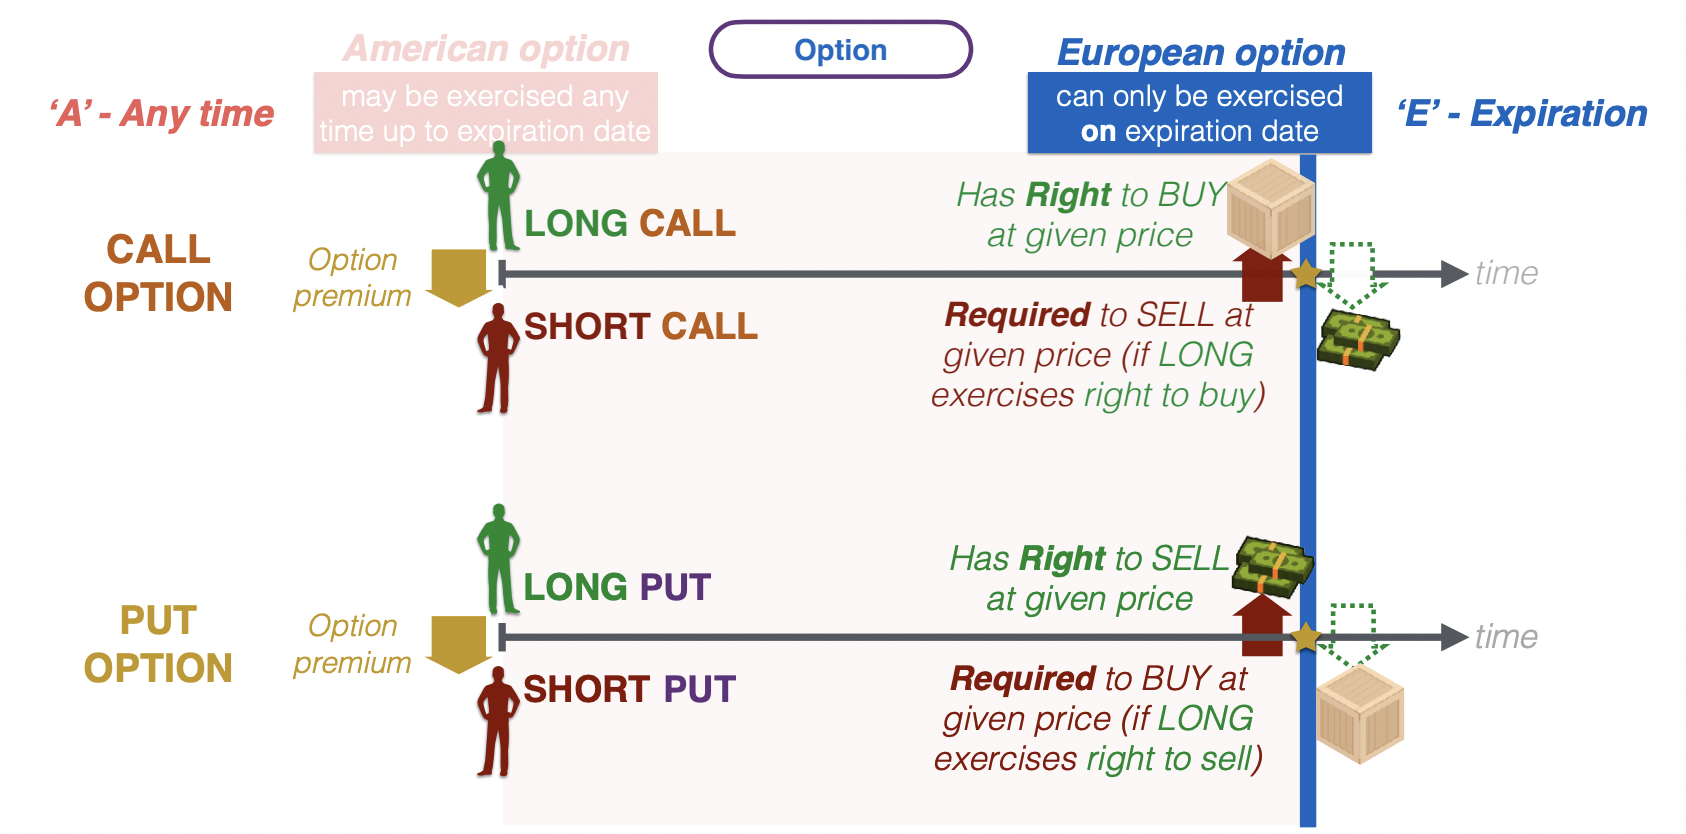 American option
Option
European option
‘A’ - Any time
may be exercised any
time up to expiration date
can only be exercised
on expiration date
‘E’ - Expiration
CALL
OPTION
Option
premium
LONG CALL
Has Right to BUY
at given price
time
SHORT CALL
Required to SELL at
given price (if LONG
exercises right to buy)
PUT
OPTION
Option
premium
LONG PUT
Has Right to SELL
at given price
time
SHORT PUT
Required to BUY at
given price (if LONG
exercises right to sell)